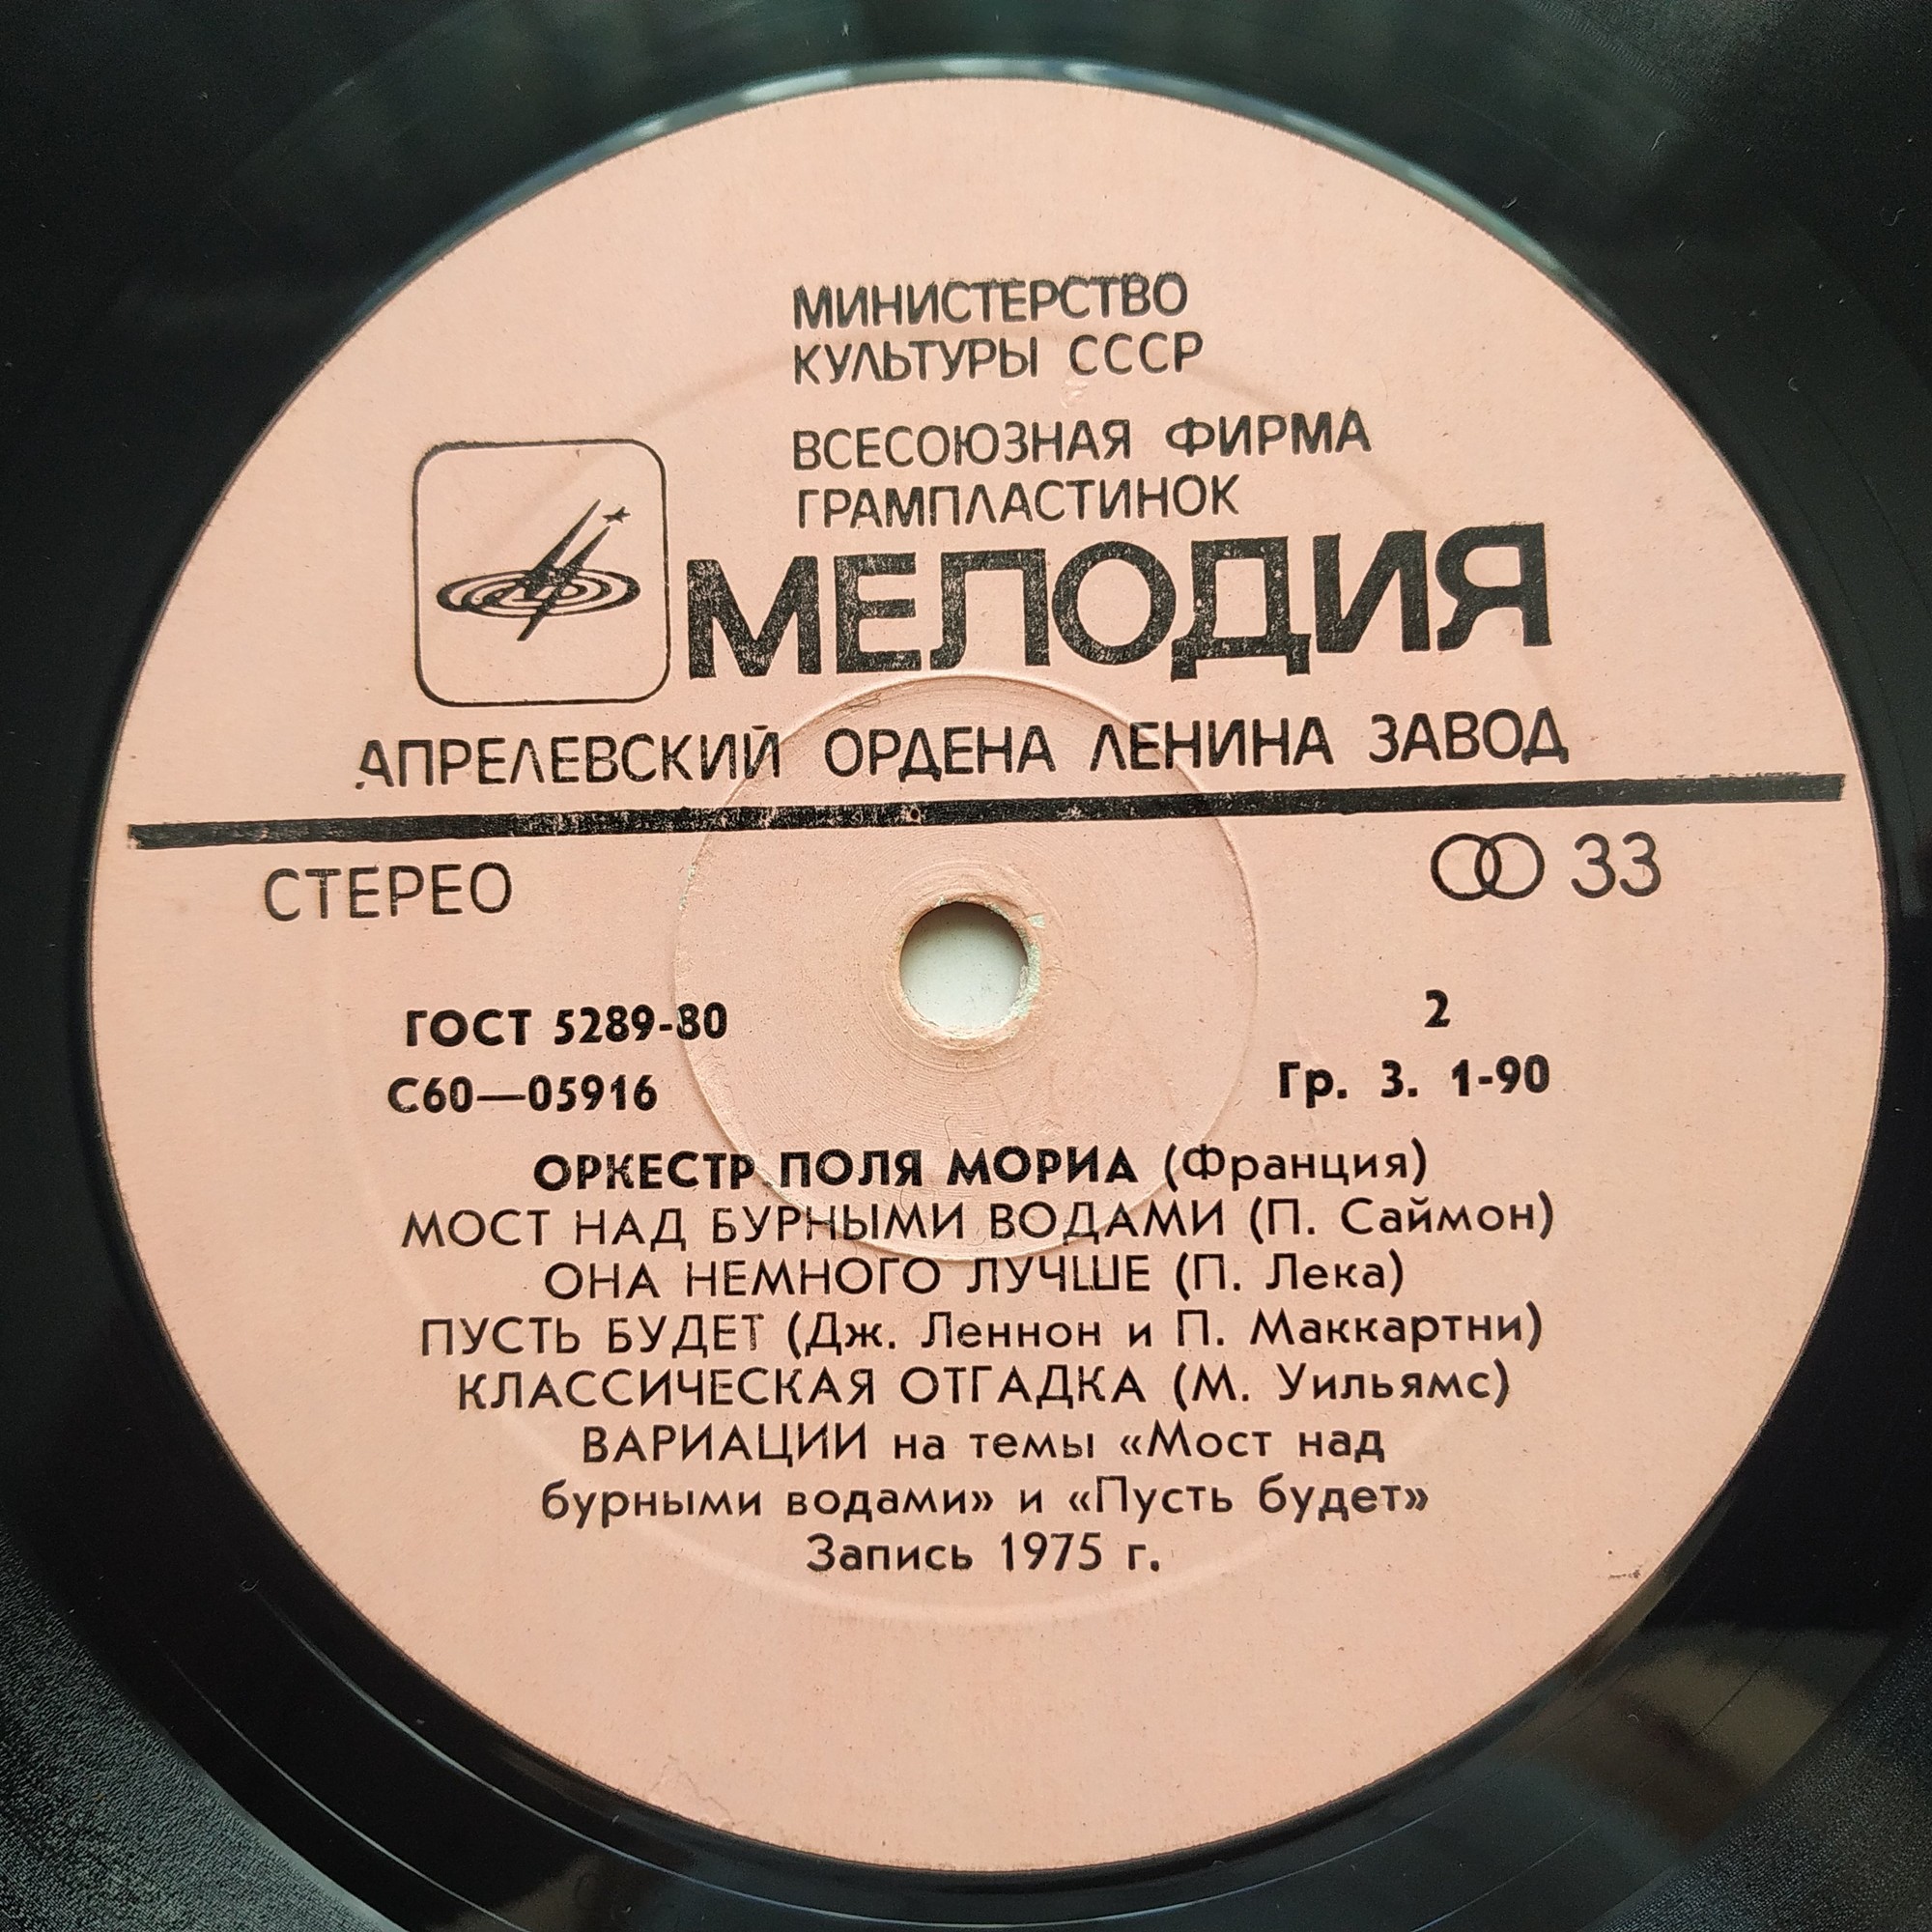 МИНИСТЕРСТВО
КУЛЬТУРЫ СССР
ВСЕСОЮЗНАЯ ФИРМА
ГРАМПЛАСТИНОК
МЕЛОДИЯ
АПРЕЛЕВСКИЙ ОРДЕНА ЛЕНИНА ЗАВОД
СТЕРЕО 33
ГОСТ 5289-80 2
С60—05916 Гр. 3. 1-90
ОРКЕСТР ПОЛЯ МОРИА (Франция)
МОСТ НАД БУРНЫМИ ВОДАМИ (П. Саймон)
ОНА НЕМНОГО ЛУЧШЕ (П. Лека)
ПУСТЬ БУДЕТ (Дж. Леннон и П. Маккартни)
КЛАССИЧЕСКАЯ ОТГАДКА (М. Уильямс)
ВАРИАЦИИ на темы «Мост над
бурными водами» и «Пусть будет»
Запись 1975 г.